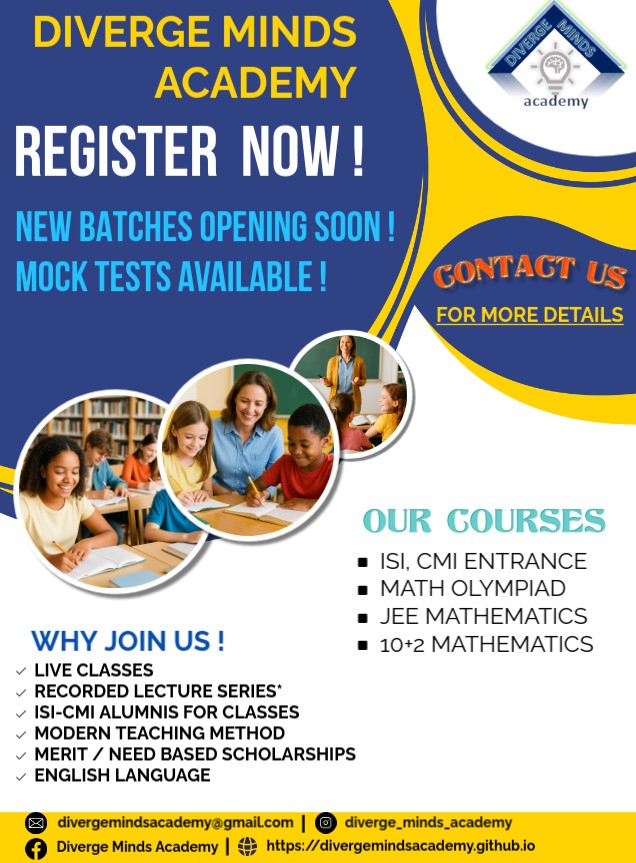 DIVERGE MINDS
ACADEMY
DIVERGE MINDS
academy
REGISTER NOW !
NEW BATCHES OPENING SOON !
MOCK TESTS AVAILABLE !
CONTACT US
FOR MORE DETAILS
OUR COURSES
ISI, CMI ENTRANCE
MATH OLYMPIAD
JEE MATHEMATICS
10+2 MATHEMATICS
WHY JOIN US !
LIVE CLASSES
RECORDED LECTURE SERIES*
ISI-CMI ALUMNIS FOR CLASSES
MODERN TEACHING METHOD
MERIT / NEED BASED SCHOLARSHIPS
ENGLISH LANGUAGE
divergemindsacademy@gmail.com | diverge_minds_academy
Diverge Minds Academy | https://divergemindsacademy.github.io